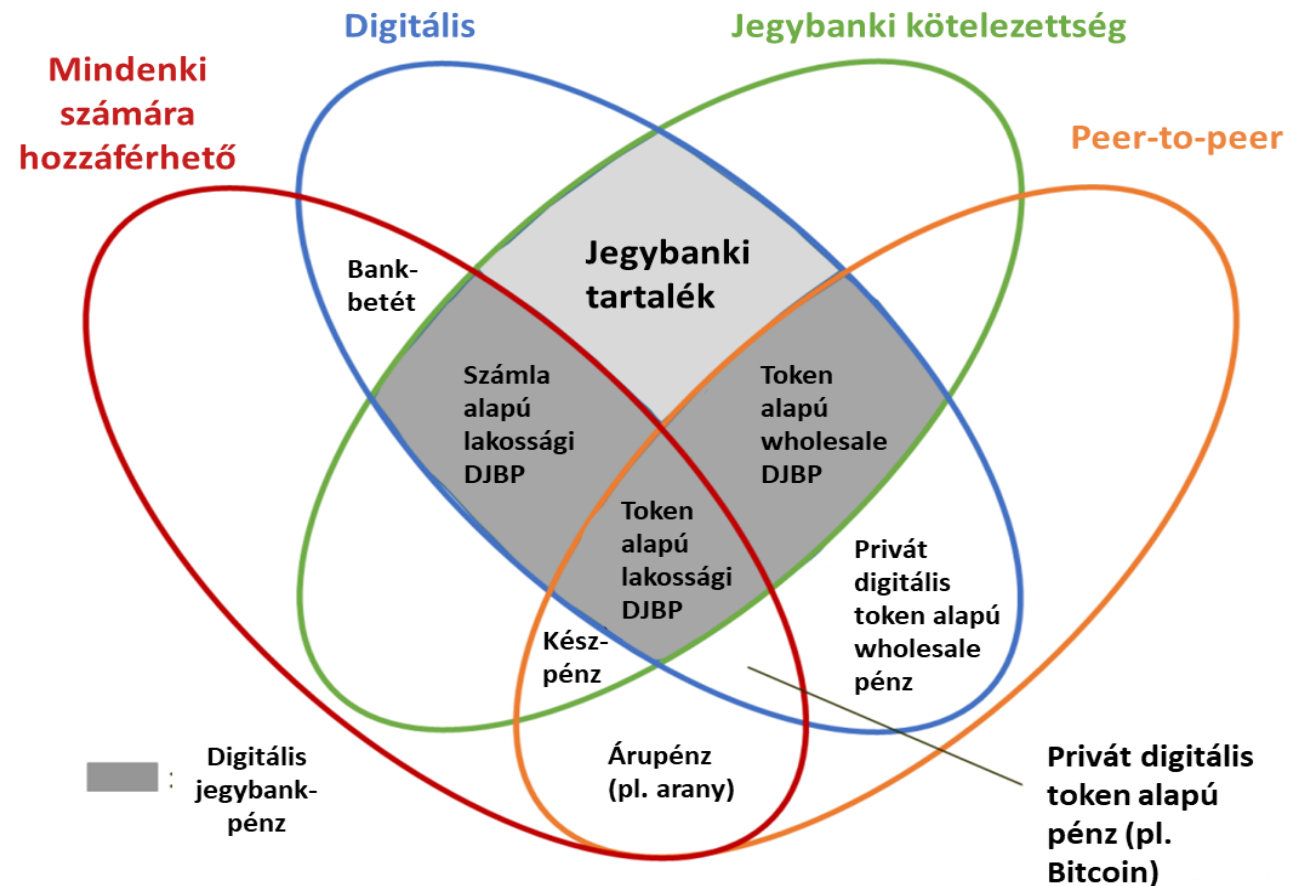 Digitális
Jegybanki kötelezettség
Mindenki
számára
hozzáférhető
Peer-to-peer
Jegybanki
tartalék
Bank-
betét
Számla
alapú
lakossági
DJBP
Token
alapú
wholesale
DJBP
Token
alapú
lakossági
DJBP
Privát
digitális
token alapú
wholesale
pénz
Kész-
pénz
Árupénz
(pl. arany)
: Digitális
jegybank-
pénz
Privát digitális
token alapú
pénz (pl.
Bitcoin)